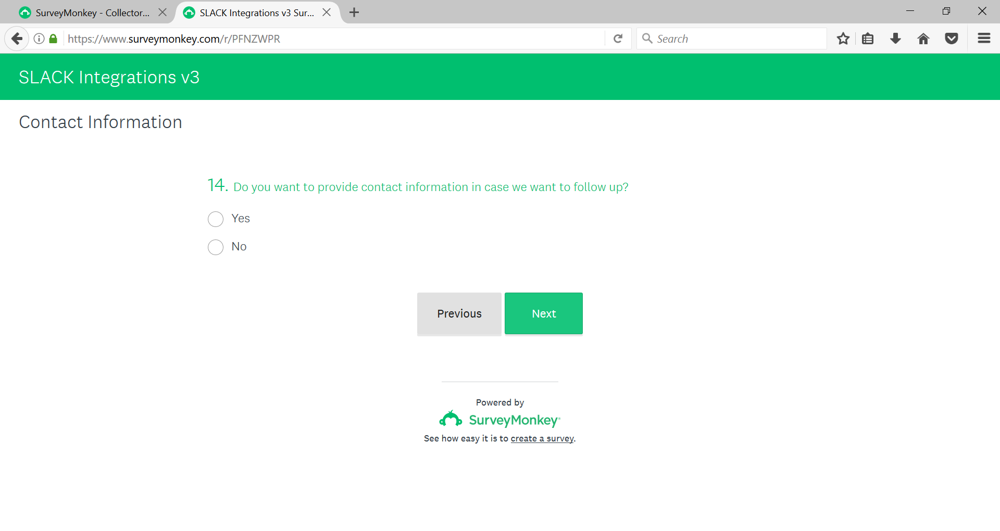 SurveyMonkey - Collector...
SLACK Integrations v3 Sur...
https://www.surveymonkey.com/r/PFNZWPR
Search
SLACK Integrations v3
Contact Information
14. Do you want to provide contact information in case we want to follow up?
Yes
No
Previous
Next
Powered by
SurveyMonkey®
See how easy it is to create a survey.